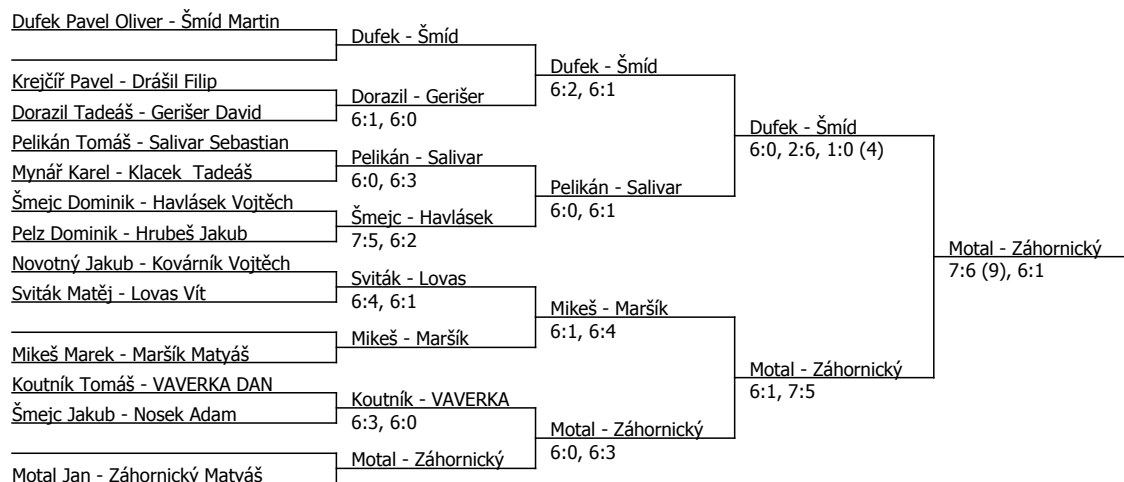 Dufek Pavel Oliver - Šmíd Martin
Krejčíř Pavel - Drášil Filip
Dorazil Tadeáš - Gerišer David
Pelikán Tomáš - Salivar Sebastian
Mynář Karel - Klacek  Tadeáš
Šmejc Dominik - Havlásek Vojtěch
Pelz Dominik - Hrubeš Jakub
Novotný Jakub - Kovárník Vojtěch
Sviták Matěj - Lovas Vít
Mikeš Marek - Maršík Matyáš
Koutník Tomáš - VAVERKA DAN
Šmejc Jakub - Nosek Adam
Motal Jan - Záhornický Matyáš
Dufek - Šmíd
Dorazil - Gerišer
6:1, 6:0
Pelikán - Salivar
6:0, 6:3
Šmejc - Havlásek
7:5, 6:2
Sviták - Lovas
6:4, 6:1
Mikeš - Maršík
Koutník - VAVERKA
6:3, 6:0
Motal - Záhornický
Dufek - Šmíd
6:2, 6:1
Pelikán - Salivar
6:0, 6:1
Mikeš - Maršík
6:1, 6:4
Motal - Záhornický
6:0, 6:3
Dufek - Šmíd
6:0, 2:6, 1:0 (4)
Motal - Záhornický
6:1, 7:5
Motal - Záhornický
7:6 (9), 6:1